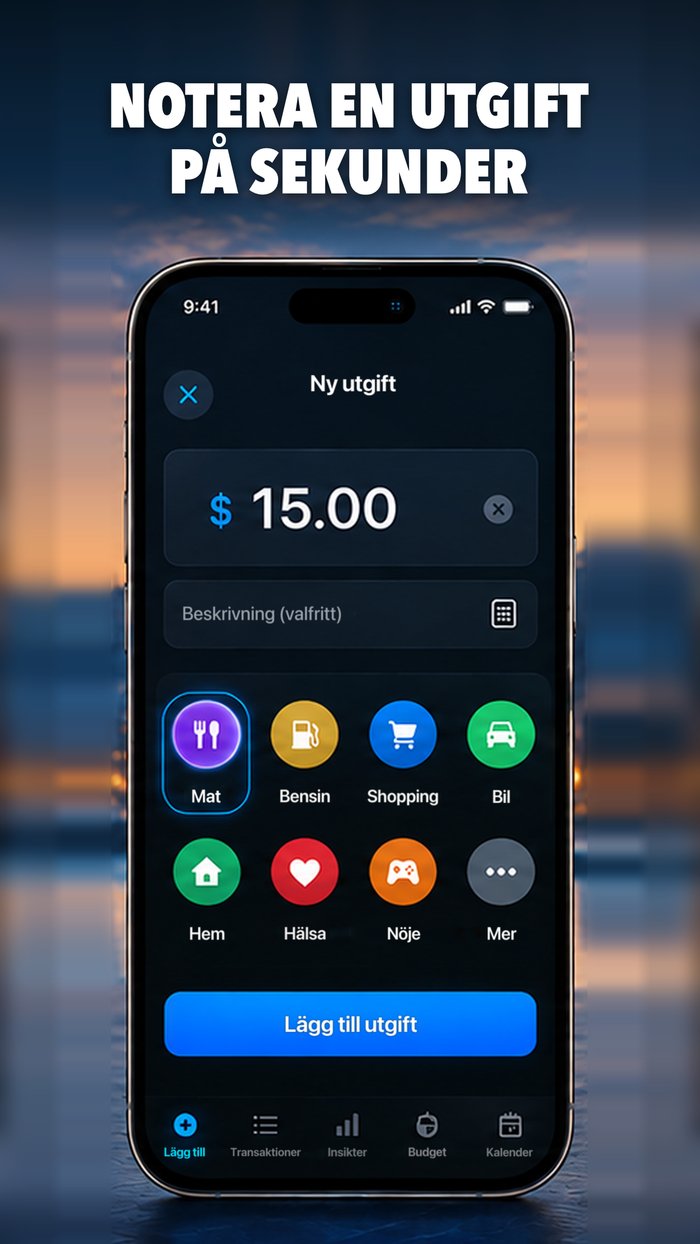 NOTERA EN UTGIFT
PÅ SEKUNDER
9:41
Ny utgift
$ 15.00
Beskrivning (valfritt)
Mat Bensin Shopping Bil
Hem Hälsa Nöje Mer
Lägg till utgift
Lägg till Transaktioner Insikter Budget Kalender